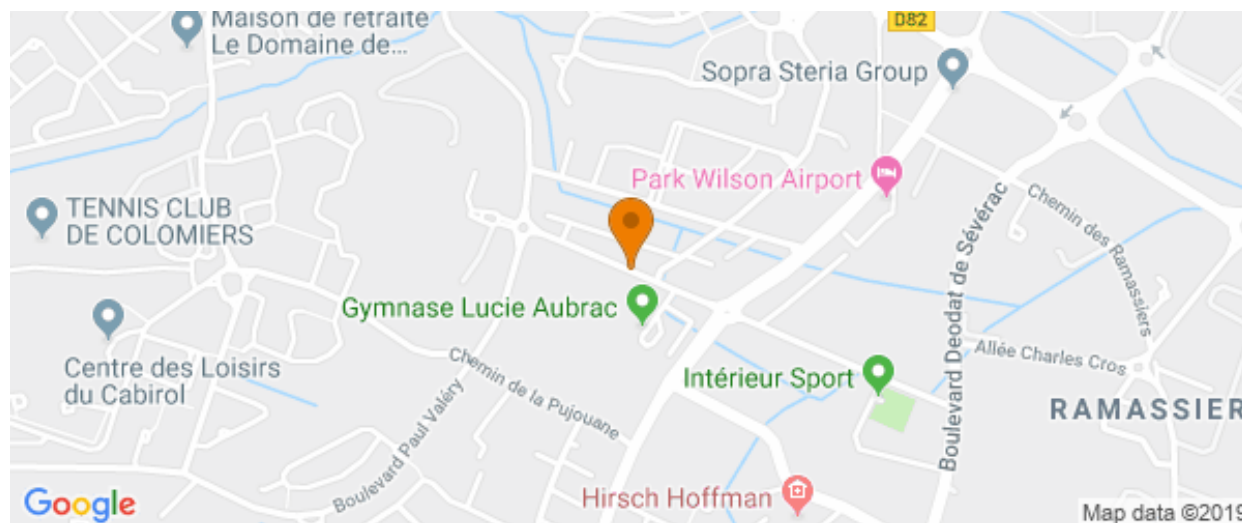 Maison de retraite
Le Domaine de...
D82
Sopra Steria Group
Park Wilson Airport
TENNIS CLUB
DE COLOMIERS
Chemin des Ramassiers
Boulevard Deodat de Séverac
Gymnase Lucie Aubrac
Centre des Loisirs
du Cabirol
Chemin de la Pujouane
Allée Charles Cros
Intérieur Sport
RAMASSIER
Boulevard Paul Valéry
Hirsch Hoffman
Google
Map data ©2019